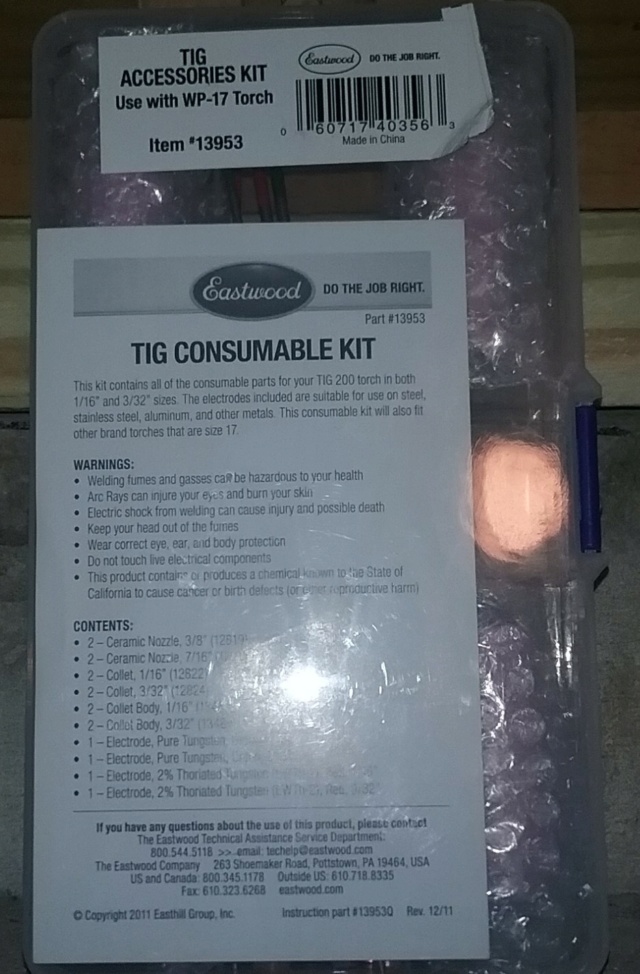 TIG
ACCESSORIES KIT
Use with WP-17 Torch
Item #13953
Eastwood DO THE JOB RIGHT.
0 60717 40356 3
Made in China
Eastwood DO THE JOB RIGHT.
Part #13953
TIG CONSUMABLE KIT
This kit contains all of the consumable parts for your TIG 200 torch in both
1/16" and 3/32" sizes. The electrodes included are suitable for use on steel,
stainless steel, aluminum, and other metals. This consumable kit will also fit
other brand torches that are size 17.
WARNINGS:
• Welding fumes and gasses can be hazardous to your health
• Arc Rays can injure your eyes and burn your skin
• Electric shock from welding can cause injury and possible death
• Keep your head out of the fumes
• Wear correct eye, ear, and body protection
• Do not touch live electrical components
• This product contains or produces a chemical known to the State of
California to cause cancer or birth defects (or other reproductive harm)
CONTENTS:
• 2 – Ceramic Nozzle, 3/8"
• 2 – Ceramic Nozzle, 7/16"
• 2 – Collet, 1/16"
• 2 – Collet, 3/32"
• 2 – Collet Body, 1/16"
• 2 – Collet Body, 3/32"
• 1 – Electrode, Pure Tungsten,
• 1 – Electrode, Pure Tungsten,
• 1 – Electrode, 2% Thoriated Tungsten
• 1 – Electrode, 2% Thoriated Tungsten
If you have any questions about the use of this product, please contact
The Eastwood Technical Assistance Service Department:
800.544.5118 >> email: techelp@eastwood.com
The Eastwood Company 263 Shoemaker Road, Pottstown, PA 19464, USA
US and Canada: 800.345.1178 Outside US: 610.718.8335
Fax: 610.323.6268 eastwood.com
© Copyright 2011 Easthill Group, Inc. Instruction part #13953Q Rev. 12/11